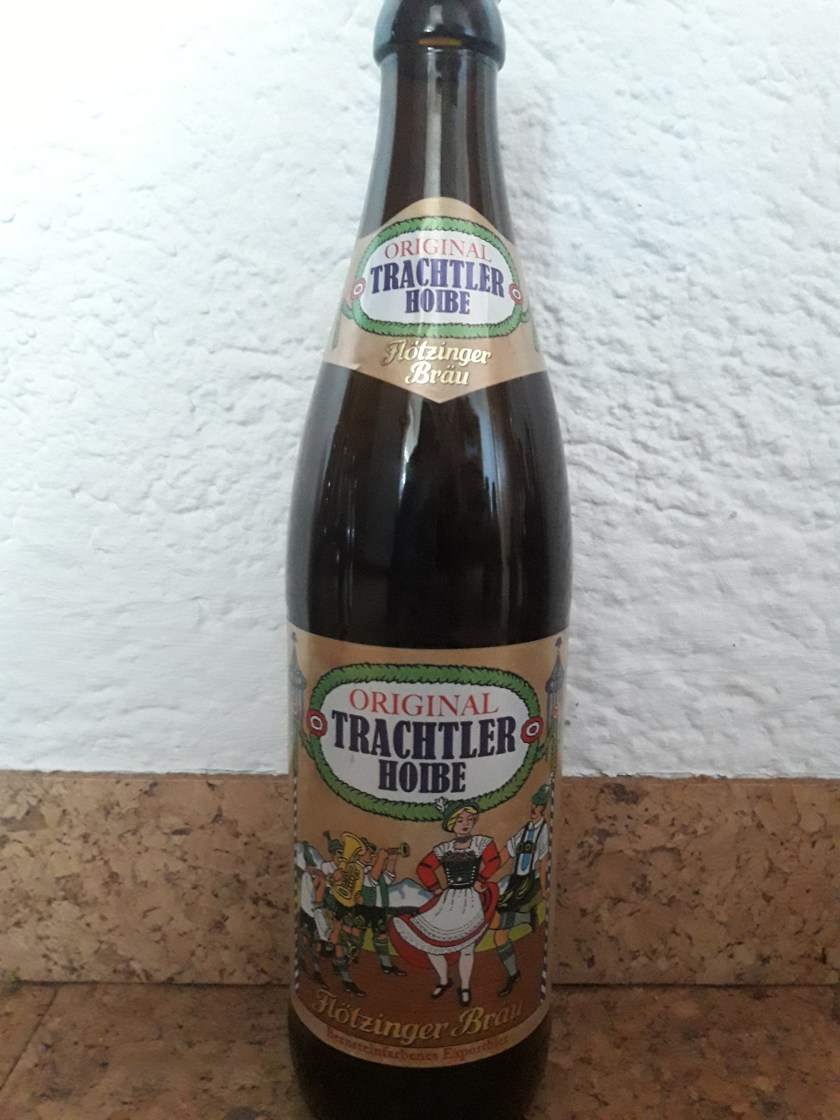 ORIGINAL
TRACHTLER
HOIBE
Flötzinger
Bräu
ORIGINAL
TRACHTLER
HOIBE
Flötzinger Bräu
Bernsteinfarbenes Exportbier